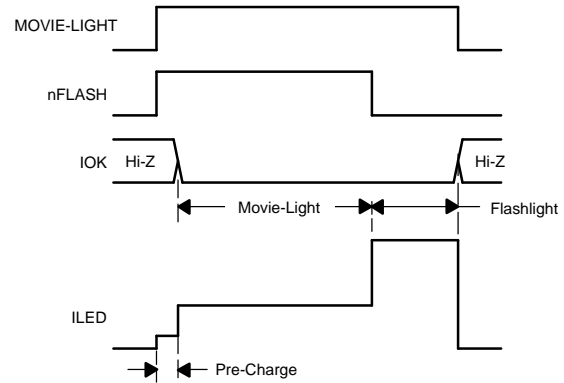 MOVIE-LIGHT
nFLASH
IOK Hi-Z Hi-Z
Movie-Light Flashlight
ILED
Pre-Charge